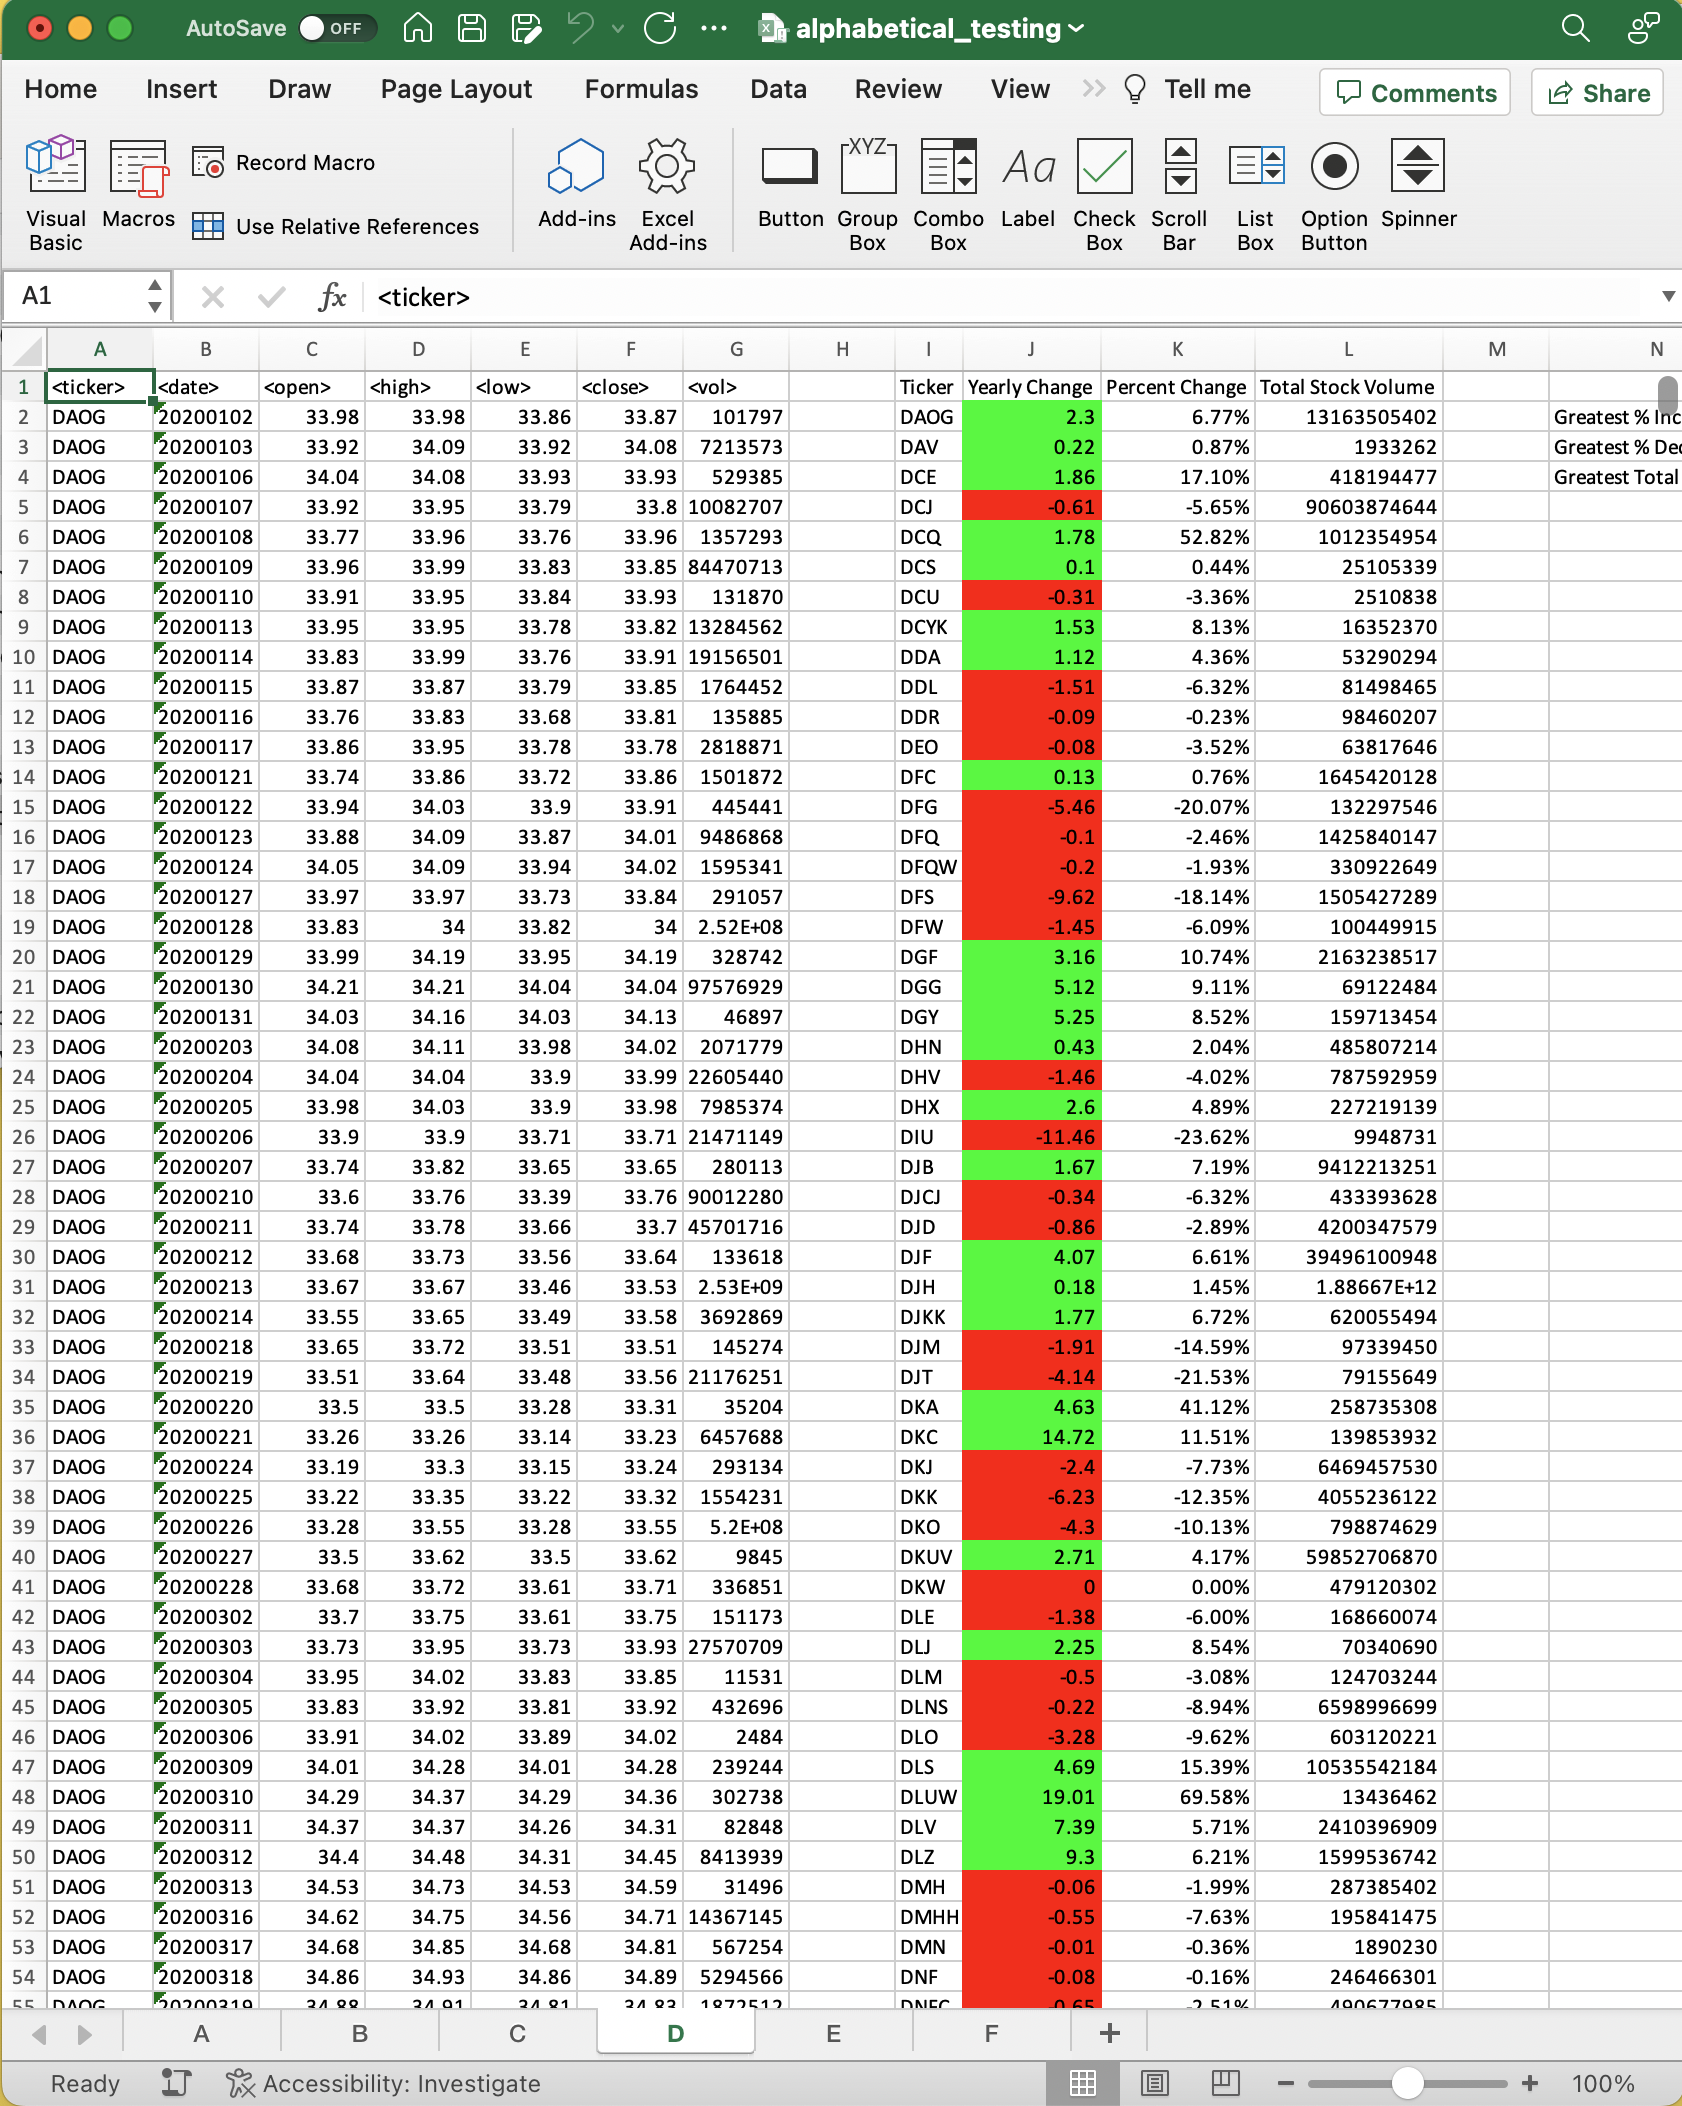 AutoSave OFF alphabetical_testing
Home Insert Draw Page Layout Formulas Data Review View Tell me Comments Share
Visual Basic Macros Record Macro Use Relative References Add-ins Excel Add-ins Button XYZ Group Box Combo Box Aa Label Check Box Scroll Bar List Box Option Button Spinner
A1 fx <ticker>
A B C D E F G H I J K L M N
1 <ticker> <date> <open> <high> <low> <close> <vol> Ticker Yearly Change Percent Change Total Stock Volume
2 DAOG 20200102 33.98 33.98 33.86 33.87 101797 DAOG 2.3 6.77% 13163505402 Greatest % Inc
3 DAOG 20200103 33.92 34.09 33.92 34.08 7213573 DAV 0.22 0.87% 1933262 Greatest % Dec
4 DAOG 20200106 34.04 34.08 33.93 33.93 529385 DCE 1.86 17.10% 418194477 Greatest Total
5 DAOG 20200107 33.92 33.95 33.79 33.8 10082707 DCJ -0.61 -5.65% 90603874644
6 DAOG 20200108 33.77 33.96 33.76 33.96 1357293 DCQ 1.78 52.82% 1012354954
7 DAOG 20200109 33.96 33.99 33.83 33.85 84470713 DCS 0.1 0.44% 25105339
8 DAOG 20200110 33.91 33.95 33.84 33.93 131870 DCU -0.31 -3.36% 2510838
9 DAOG 20200113 33.95 33.95 33.78 33.82 13284562 DCYK 1.53 8.13% 16352370
10 DAOG 20200114 33.83 33.99 33.76 33.91 19156501 DDA 1.12 4.36% 53290294
11 DAOG 20200115 33.87 33.87 33.79 33.85 1764452 DDL -1.51 -6.32% 81498465
12 DAOG 20200116 33.76 33.83 33.68 33.81 135885 DDR -0.09 -0.23% 98460207
13 DAOG 20200117 33.86 33.95 33.78 33.78 2818871 DEO -0.08 -3.52% 63817646
14 DAOG 20200121 33.74 33.86 33.72 33.86 1501872 DFC 0.13 0.76% 1645420128
15 DAOG 20200122 33.94 34.03 33.9 33.91 445441 DFG -5.46 -20.07% 132297546
16 DAOG 20200123 33.88 34.09 33.87 34.01 9486868 DFQ -0.1 -2.46% 1425840147
17 DAOG 20200124 34.05 34.09 33.94 34.02 1595341 DFQW -0.2 -1.93% 330922649
18 DAOG 20200127 33.97 33.97 33.73 33.84 291057 DFS -9.62 -18.14% 1505427289
19 DAOG 20200128 33.83 34 33.82 34 2.52E+08 DFW -1.45 -6.09% 100449915
20 DAOG 20200129 33.99 34.19 33.95 34.19 328742 DGF 3.16 10.74% 2163238517
21 DAOG 20200130 34.21 34.21 34.04 34.04 97576929 DGG 5.12 9.11% 69122484
22 DAOG 20200131 34.03 34.16 34.03 34.13 46897 DGY 5.25 8.52% 159713454
23 DAOG 20200203 34.08 34.11 33.98 34.02 2071779 DHN 0.43 2.04% 485807214
24 DAOG 20200204 34.04 34.04 33.9 33.99 22605440 DHV -1.46 -4.02% 787592959
25 DAOG 20200205 33.98 34.03 33.9 33.98 7985374 DHX 2.6 4.89% 227219139
26 DAOG 20200206 33.9 33.9 33.71 33.71 21471149 DIU -11.46 -23.62% 9948731
27 DAOG 20200207 33.74 33.82 33.65 33.65 280113 DJB 1.67 7.19% 9412213251
28 DAOG 20200210 33.6 33.76 33.39 33.76 90012280 DJCJ -0.34 -6.32% 433393628
29 DAOG 20200211 33.74 33.78 33.66 33.7 45701716 DJD -0.86 -2.89% 4200347579
30 DAOG 20200212 33.68 33.73 33.56 33.64 133618 DJF 4.07 6.61% 39496100948
31 DAOG 20200213 33.67 33.67 33.46 33.53 2.53E+09 DJH 0.18 1.45% 1.88667E+12
32 DAOG 20200214 33.55 33.65 33.49 33.58 3692869 DJKK 1.77 6.72% 620055494
33 DAOG 20200218 33.65 33.72 33.51 33.51 145274 DJM -1.91 -14.59% 97339450
34 DAOG 20200219 33.51 33.64 33.48 33.56 21176251 DJT -4.14 -21.53% 79155649
35 DAOG 20200220 33.5 33.5 33.28 33.31 35204 DKA 4.63 41.12% 258735308
36 DAOG 20200221 33.26 33.26 33.14 33.23 6457688 DKC 14.72 11.51% 139853932
37 DAOG 20200224 33.19 33.3 33.15 33.24 293134 DKJ -2.4 -7.73% 6469457530
38 DAOG 20200225 33.22 33.35 33.22 33.32 1554231 DKK -6.23 -12.35% 4055236122
39 DAOG 20200226 33.28 33.55 33.28 33.55 5.2E+08 DKO -4.3 -10.13% 798874629
40 DAOG 20200227 33.5 33.62 33.5 33.62 9845 DKUV 2.71 4.17% 59852706870
41 DAOG 20200228 33.68 33.72 33.61 33.71 336851 DKW 0 0.00% 479120302
42 DAOG 20200302 33.7 33.75 33.61 33.75 151173 DLE -1.38 -6.00% 168660074
43 DAOG 20200303 33.73 33.95 33.73 33.93 27570709 DLJ 2.25 8.54% 70340690
44 DAOG 20200304 33.95 34.02 33.83 33.85 11531 DLM -0.5 -3.08% 124703244
45 DAOG 20200305 33.83 33.92 33.81 33.92 432696 DLNS -0.22 -8.94% 6598996699
46 DAOG 20200306 33.91 34.02 33.89 34.02 2484 DLO -3.28 -9.62% 603120221
47 DAOG 20200309 34.01 34.28 34.01 34.28 239244 DLS 4.69 15.39% 10535542184
48 DAOG 20200310 34.29 34.37 34.29 34.36 302738 DLUW 19.01 69.58% 13436462
49 DAOG 20200311 34.37 34.37 34.26 34.31 82848 DLV 7.39 5.71% 2410396909
50 DAOG 20200312 34.4 34.48 34.31 34.45 8413939 DLZ 9.3 6.21% 1599536742
51 DAOG 20200313 34.53 34.73 34.53 34.59 31496 DMH -0.06 -1.99% 287385402
52 DAOG 20200316 34.62 34.75 34.56 34.71 14367145 DMHH -0.55 -7.63% 195841475
53 DAOG 20200317 34.68 34.85 34.68 34.81 567254 DMN -0.01 -0.36% 1890230
54 DAOG 20200318 34.86 34.93 34.86 34.89 5294566 DNF -0.08 -0.16% 246466301
55 DAOG 20200319 34.88 34.91 34.81 34.83 1872512 -0.65 -2.51% 490677985
A B C D E F
Ready Accessibility: Investigate 100%